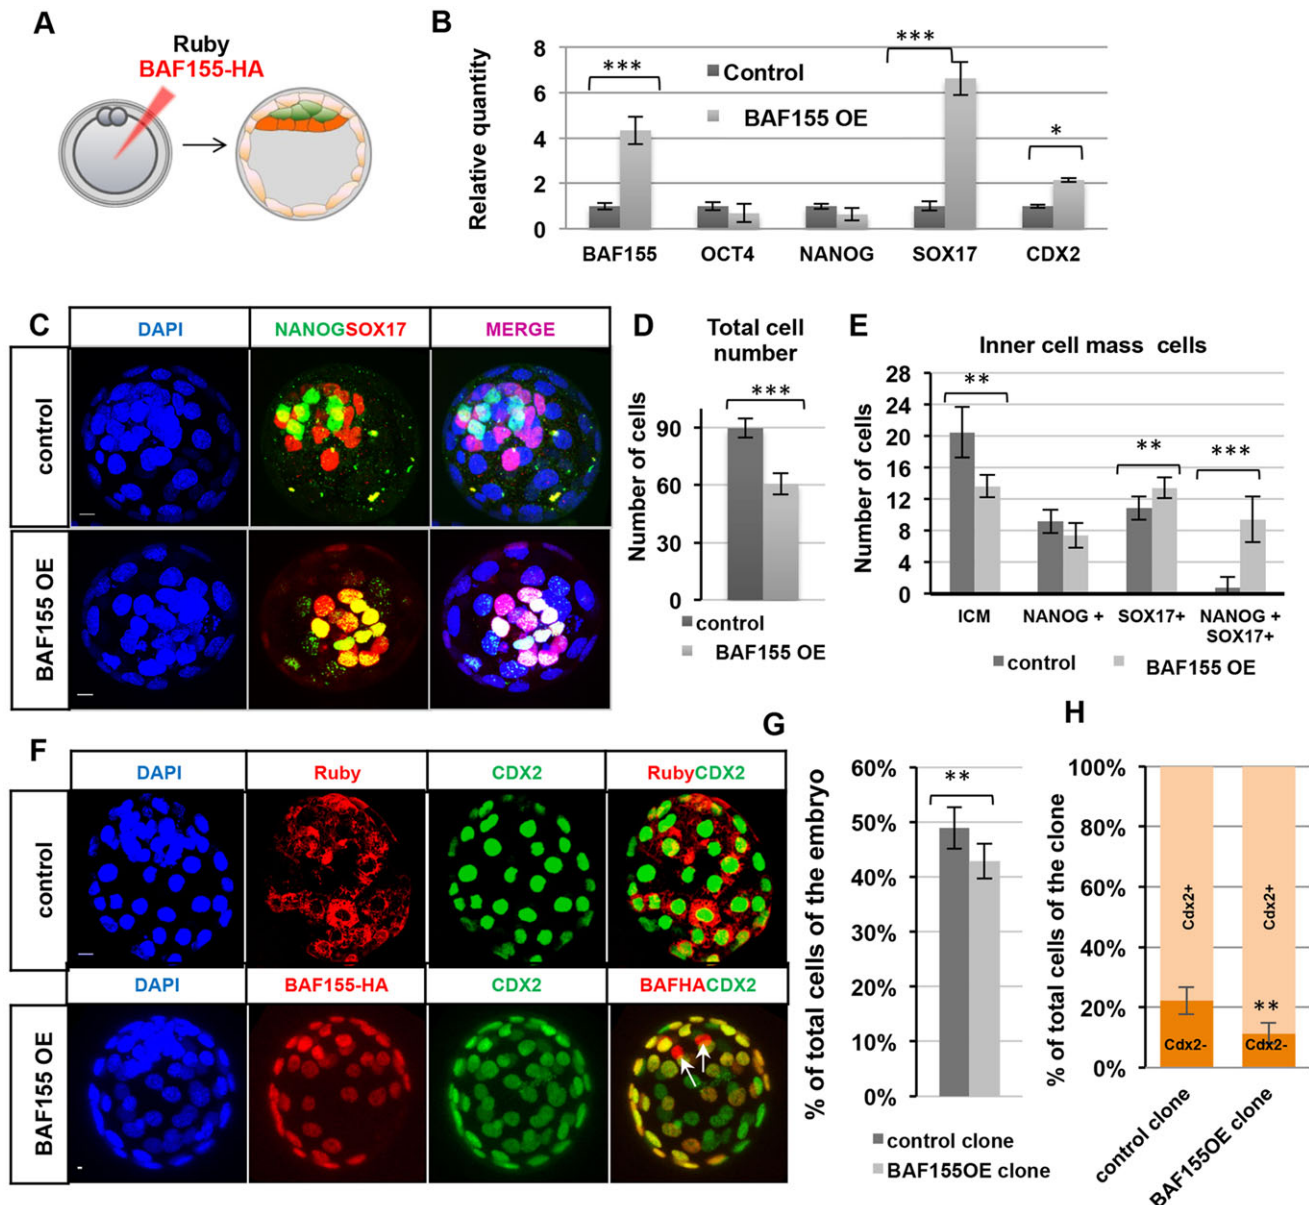 A
Ruby
BAF155-HA
B
Relative quantity
8
6
4
2
0
***
***
*
Control
BAF155 OE
BAF155 OCT4 NANOG SOX17 CDX2
C
DAPI NANOGSOX17 MERGE
control
BAF155 OE
D
Total cell
number
Number of cells
90
60
30
0
***
control
BAF155 OE
E
Inner cell mass cells
Number of cells
28
24
20
16
12
8
4
0
**
**
***
ICM NANOG + SOX17+ NANOG +
SOX17+
control BAF155 OE
F
DAPI Ruby CDX2 RubyCDX2
control
DAPI BAF155-HA CDX2 BAFHACDX2
BAF155 OE
G
% of total cells of the embryo
60%
50%
40%
30%
20%
10%
0%
**
control clone
BAF155OE clone
H
% of total cells of the clone
100%
80%
60%
40%
20%
0%
Cdx2+
Cdx2+
**
Cdx2-
Cdx2-
control clone
BAF155OE clone